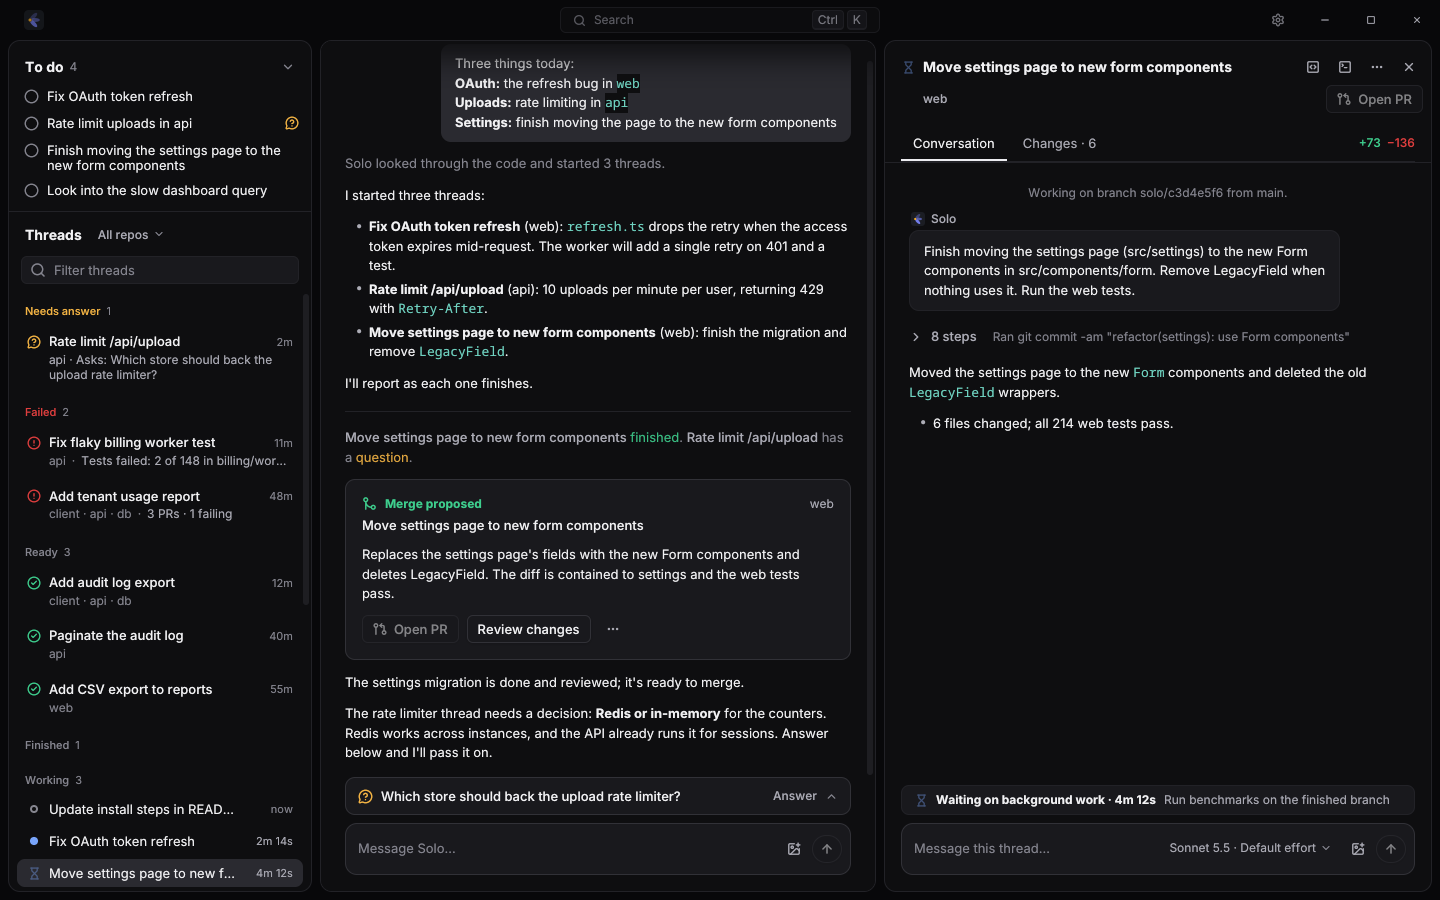 Search
Ctrl K
To do 4
Fix OAuth token refresh
Rate limit uploads in api
Finish moving the settings page to the
new form components
Look into the slow dashboard query
Threads All repos
Filter threads
Needs answer 1
Rate limit /api/upload 2m
api · Asks: Which store should back the
upload rate limiter?
Failed 2
Fix flaky billing worker test 11m
api · Tests failed: 2 of 148 in billing/wor...
Add tenant usage report 48m
client · api · db · 3 PRs · 1 failing
Ready 3
Add audit log export 12m
client · api · db
Paginate the audit log 40m
api
Add CSV export to reports 55m
web
Finished 1
Working 3
Update install steps in READ... now
Fix OAuth token refresh 2m 14s
Move settings page to new f... 4m 12s
Three things today:
OAuth: the refresh bug in web
Uploads: rate limiting in api
Settings: finish moving the page to the new form components
Solo looked through the code and started 3 threads.
I started three threads:
• Fix OAuth token refresh (web): refresh.ts drops the retry when the access
token expires mid-request. The worker will add a single retry on 401 and a
test.
• Rate limit /api/upload (api): 10 uploads per minute per user, returning 429
with Retry-After.
• Move settings page to new form components (web): finish the migration and
remove LegacyField.
I'll report as each one finishes.
Move settings page to new form components finished. Rate limit /api/upload has
a question.
Merge proposed web
Move settings page to new form components
Replaces the settings page's fields with the new Form components and
deletes LegacyField. The diff is contained to settings and the web tests
pass.
Open PR Review changes ...
The settings migration is done and reviewed; it's ready to merge.
The rate limiter thread needs a decision: Redis or in-memory for the counters.
Redis works across instances, and the API already runs it for sessions. Answer
below and I'll pass it on.
Which store should back the upload rate limiter? Answer
Message Solo...
Move settings page to new form components
web Open PR
Conversation Changes · 6 +73 −136
Working on branch solo/c3d4e5f6 from main.
Solo
Finish moving the settings page (src/settings) to the new Form
components in src/components/form. Remove LegacyField when
nothing uses it. Run the web tests.
8 steps Ran git commit -am "refactor(settings): use Form components"
Moved the settings page to the new Form components and deleted the old
LegacyField wrappers.
• 6 files changed; all 214 web tests pass.
Waiting on background work · 4m 12s Run benchmarks on the finished branch
Message this thread... Sonnet 5.5 · Default effort